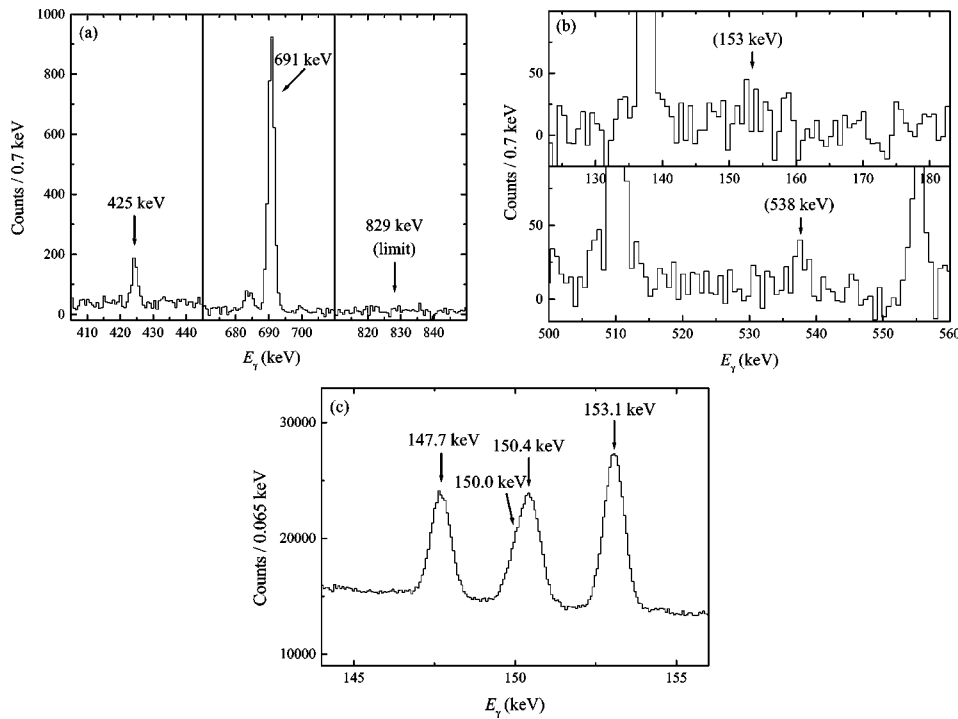 (a)
1000
800
600
400
200
0
Counts / 0.7 keV
425 keV
691 keV
829 keV
(limit)
410 420 430 440 680 690 700 820 830 840
Eγ (keV)
(b)
(153 keV)
50
0
130 140 150 160 170 180
Counts / 0.7 keV
(538 keV)
50
0
500 510 520 530 540 550 560
Eγ (keV)
(c)
30000
20000
10000
Counts / 0.065 keV
147.7 keV
150.0 keV
150.4 keV
153.1 keV
145 150 155
Eγ (keV)